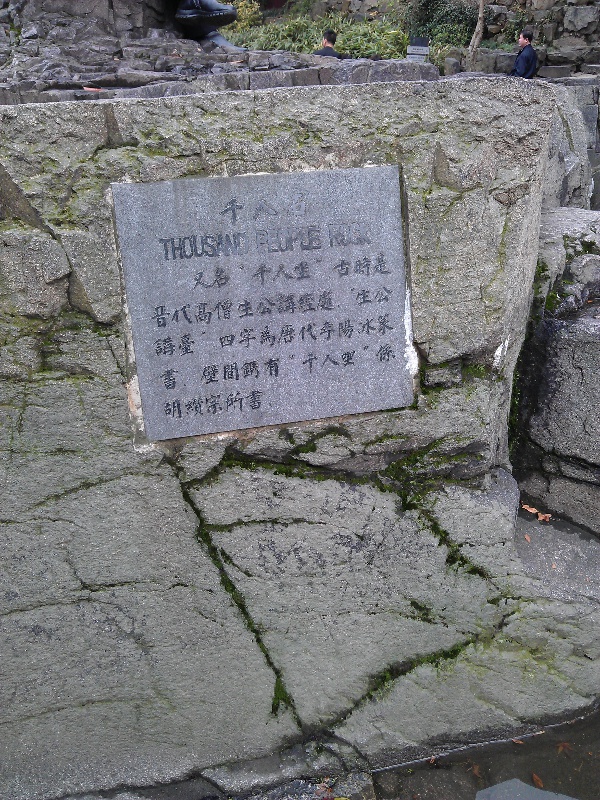 千人石
THOUSAND PEOPLE ROCK
又名“千人坐”古時是
晉代高僧生公講經處。“生公
講臺”四字爲唐代李陽冰篆
書。壁間鐫有“千人坐”係
胡纘宗所書。